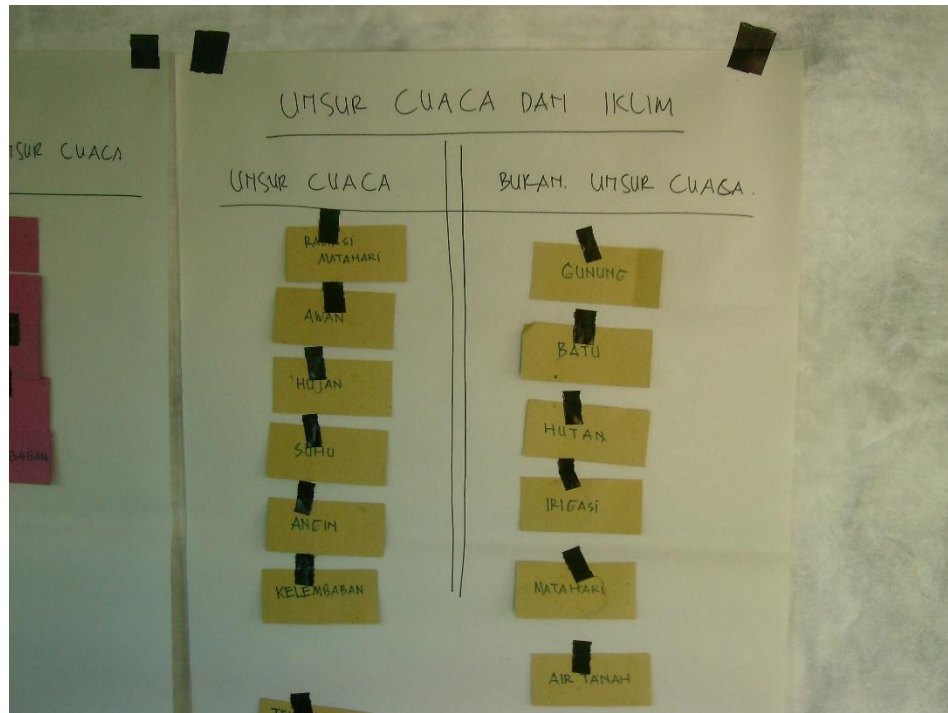 UNSUR CUACA DAN IKLIM
UNSUR CUACA
BUKAN. UNSUR CUACA.
RADIASI
MATAHARI
AWAN
HUJAN
SUHU
ANGIN
KELEMBABAN
GUNUNG
BATU
HUTAN
IRIGASI
MATAHARI
AIR TANAH
CUACA